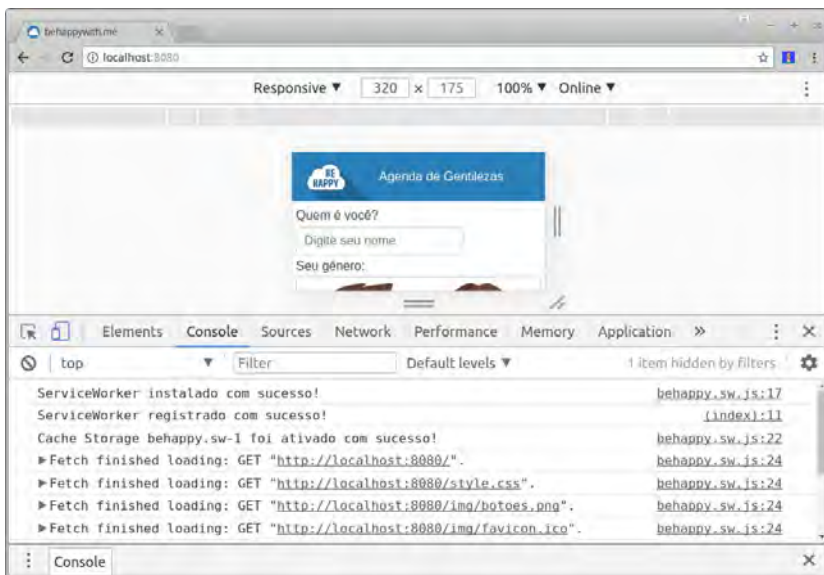 behappywith.me
localhost:8080
Responsive ▼ 320 × 175 100% ▼ Online ▼
BE HAPPY
Agenda de Gentilezas
Quem é você?
Digite seu nome
Seu gênero:
Elements Console Sources Network Performance Memory Application »
top ▼ Filter Default levels ▼ 1 item hidden by filters
ServiceWorker instalado com sucesso! behappy.sw.js:17
ServiceWorker registrado com sucesso! (index):11
Cache Storage behappy.sw-1 foi ativado com sucesso! behappy.sw.js:22
▶Fetch finished loading: GET "http://localhost:8080/". behappy.sw.js:24
▶Fetch finished loading: GET "http://localhost:8080/style.css". behappy.sw.js:24
▶Fetch finished loading: GET "http://localhost:8080/img/botoes.png". behappy.sw.js:24
▶Fetch finished loading: GET "http://localhost:8080/img/favicon.ico". behappy.sw.js:24
Console